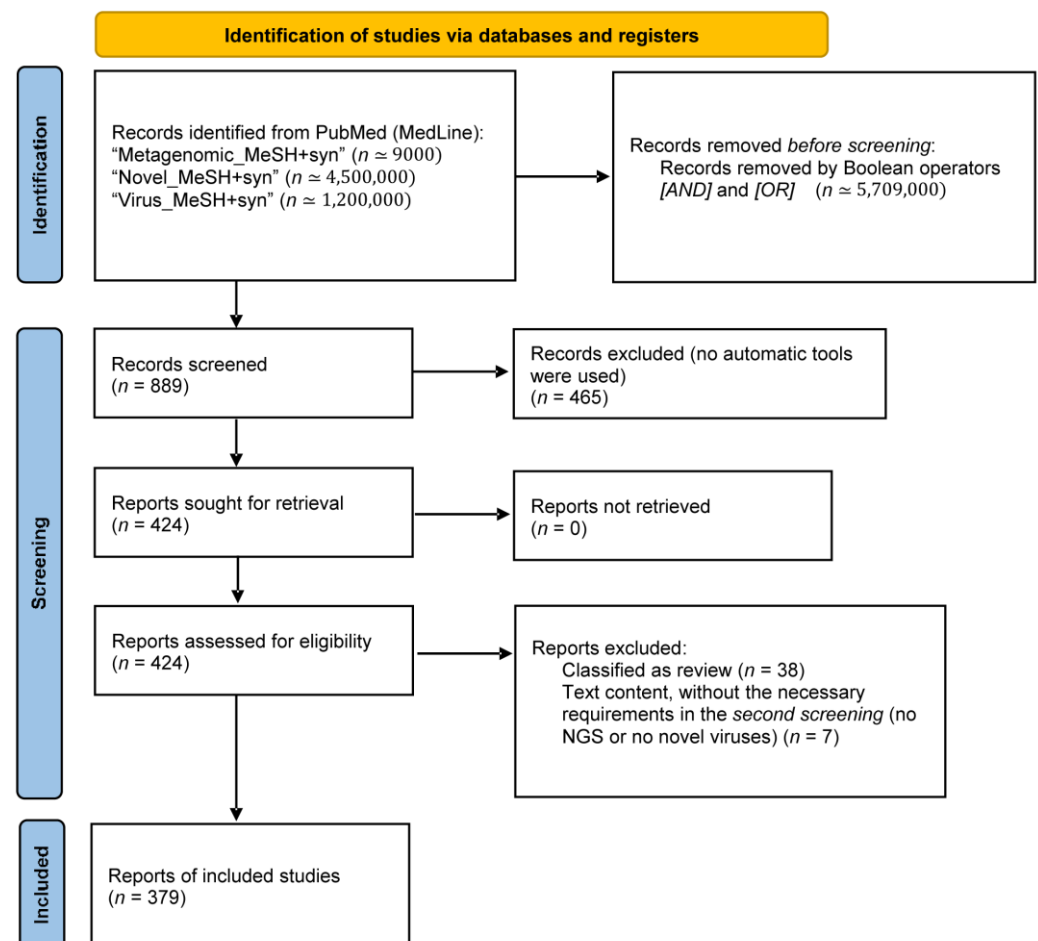 Identification of studies via databases and registers
Identification
Records identified from PubMed (MedLine):
“Metagenomic_MeSH+syn” (n ≃ 9000)
“Novel_MeSH+syn” (n ≃ 4,500,000)
“Virus_MeSH+syn” (n ≃ 1,200,000)
Records removed before screening:
Records removed by Boolean operators
[AND] and [OR] (n ≃ 5,709,000)
Screening
Records screened
(n = 889)
Records excluded (no automatic tools
were used)
(n = 465)
Reports sought for retrieval
(n = 424)
Reports not retrieved
(n = 0)
Reports assessed for eligibility
(n = 424)
Reports excluded:
Classified as review (n = 38)
Text content, without the necessary
requirements in the second screening (no
NGS or no novel viruses) (n = 7)
Included
Reports of included studies
(n = 379)